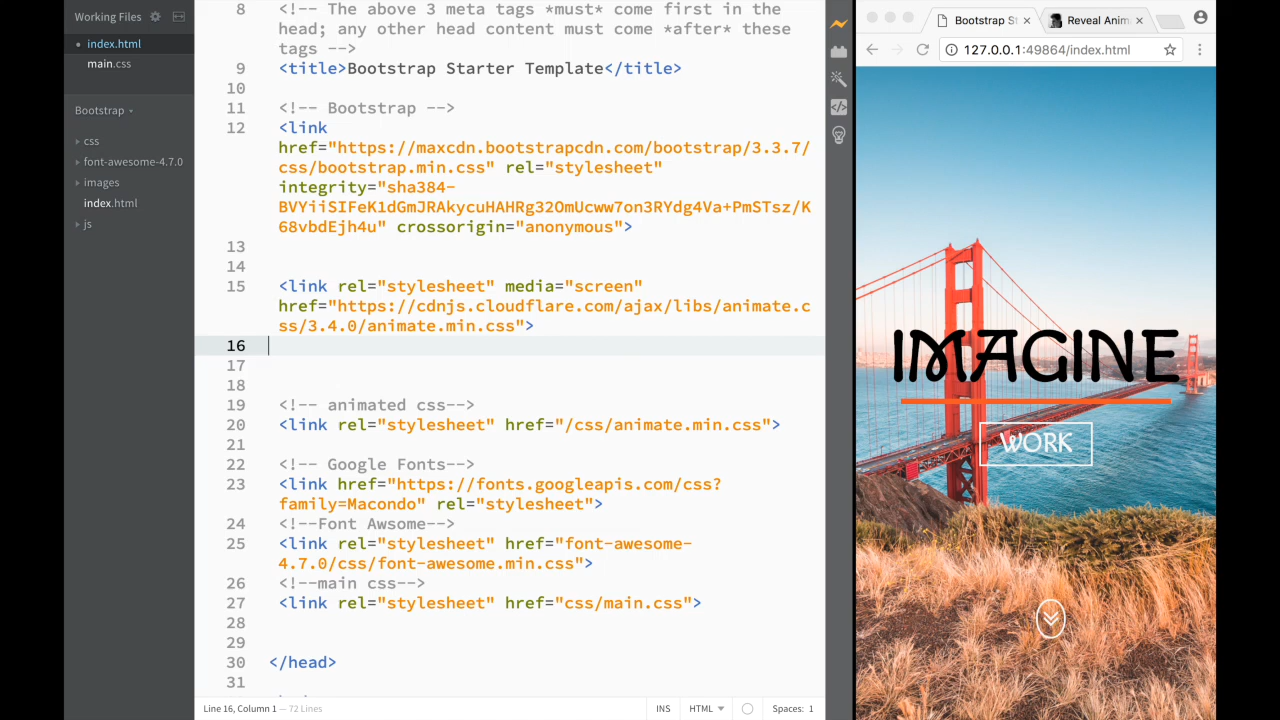 Working Files
index.html
main.css
Bootstrap
css
font-awesome-4.7.0
images
index.html
js
8 <!-- The above 3 meta tags *must* come first in the
head; any other head content must come *after* these
tags -->
9 <title>Bootstrap Starter Template</title>
10
11 <!-- Bootstrap -->
12 <link
href="https://maxcdn.bootstrapcdn.com/bootstrap/3.3.7/
css/bootstrap.min.css" rel="stylesheet"
integrity="sha384-
BVYiiSIFeK1dGmJRAkycuHAHRg32OmUcww7on3RYdg4Va+PmSTsz/K
68vbdEjh4u" crossorigin="anonymous">
13
14
15 <link rel="stylesheet" media="screen"
href="https://cdnjs.cloudflare.com/ajax/libs/animate.c
ss/3.4.0/animate.min.css">
16
17
18
19 <!-- animated css-->
20 <link rel="stylesheet" href="/css/animate.min.css">
21
22 <!-- Google Fonts-->
23 <link href="https://fonts.googleapis.com/css?
family=Macondo" rel="stylesheet">
24 <!--Font Awsome-->
25 <link rel="stylesheet" href="font-awesome-
4.7.0/css/font-awesome.min.css">
26 <!--main css-->
27 <link rel="stylesheet" href="css/main.css">
28
29
30 </head>
31
Line 16, Column 1 — 72 Lines
INS
HTML
Spaces: 1
Bootstrap St
Reveal Anim
127.0.0.1:49864/index.html
IMAGINE
WORK